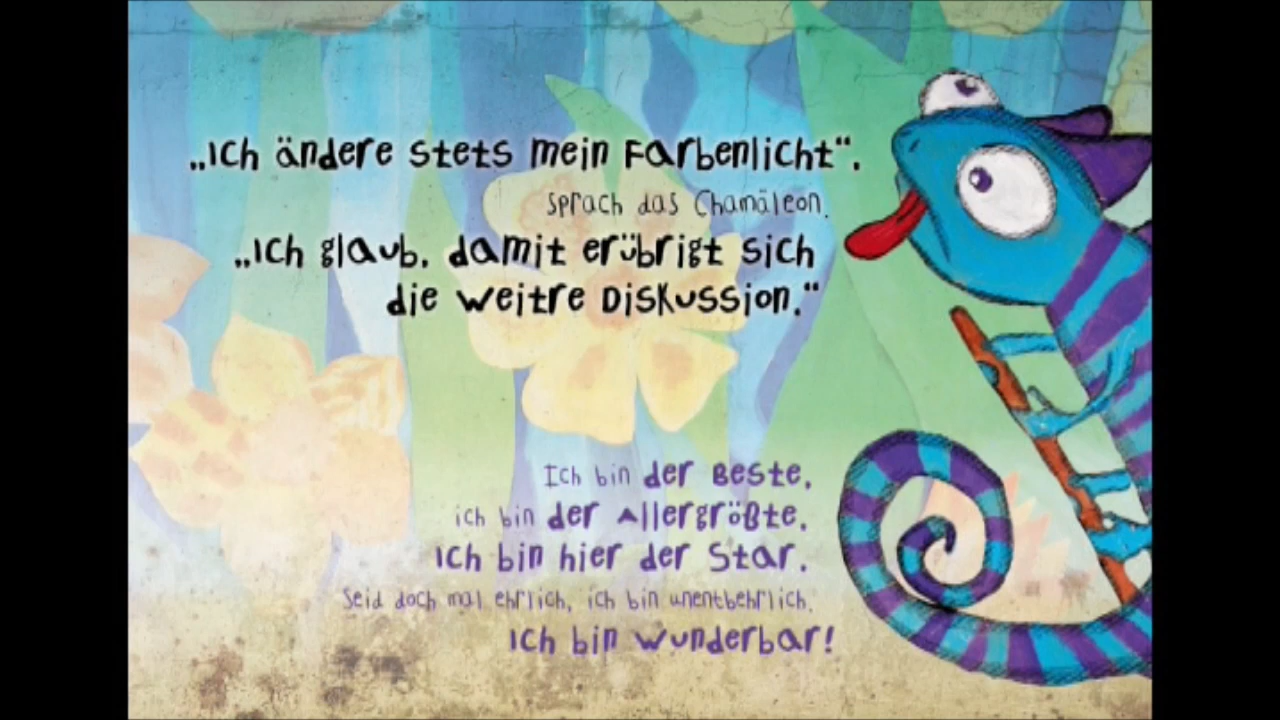 „Ich ändere stets mein Farbenlicht“,
sprach das Chamäleon.
„Ich glaub, damit erübrigt sich
die weitre Diskussion.“
Ich bin der Beste,
ich bin der Allergrößte,
Ich bin hier der Star.
Seid doch mal ehrlich, ich bin unentbehrlich.
Ich bin wunderbar!